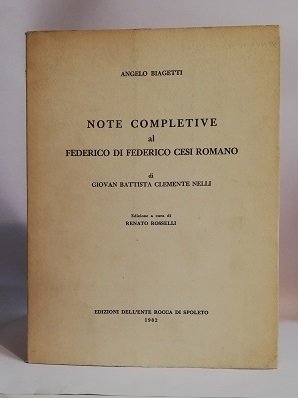 ANGELO BIAGETTI
NOTE COMPLETIVE
al
FEDERICO DI FEDERICO CESI ROMANO
di
GIOVAN BATTISTA CLEMENTE NELLI
Edizione a cura di
RENATO ROSSELLI
EDIZIONI DELL'ENTE ROCCA DI SPOLETO
1982